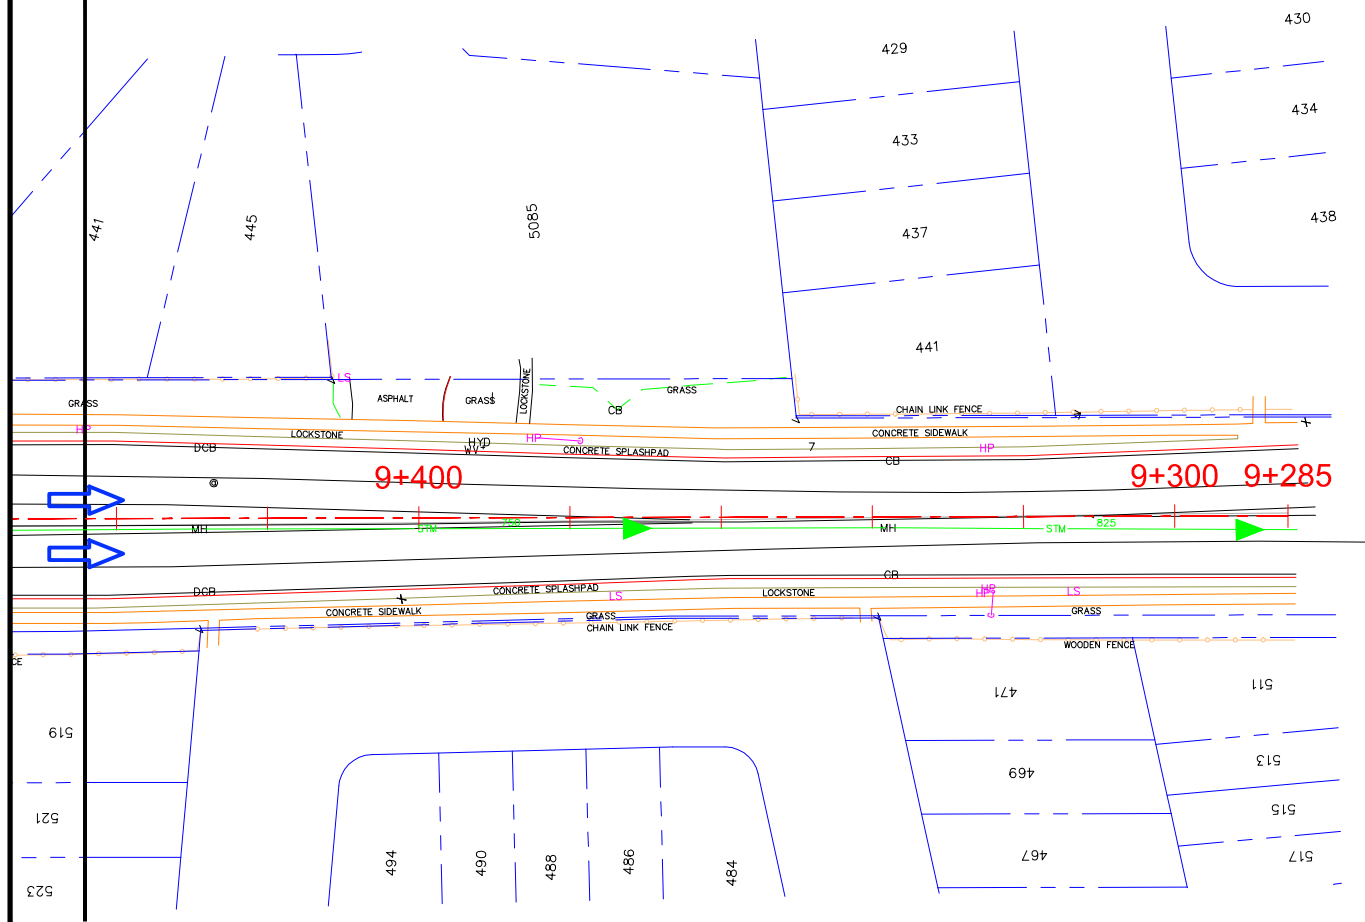 430
429
434
433
438
441
445
5085
437
441
LS
LOCKSTONE
ASPHALT
GRASS
GRASS
GRASS
CB
CHAIN LINK FENCE
HP
LOCKSTONE
HYD
HP
CONCRETE SIDEWALK
DCB
WV
CONCRETE SPLASHPAD
7
HP
CB
9+400
9+300
9+285
@
MH
STM
750
MH
STM
825
CB
DCB
CONCRETE SPLASHPAD
LS
LOCKSTONE
HP
HP
LS
CONCRETE SIDEWALK
GRASS
GRASS
CHAIN LINK FENCE
WOODEN FENCE
CE
471
511
519
469
513
521
515
494
490
488
486
484
467
517
523